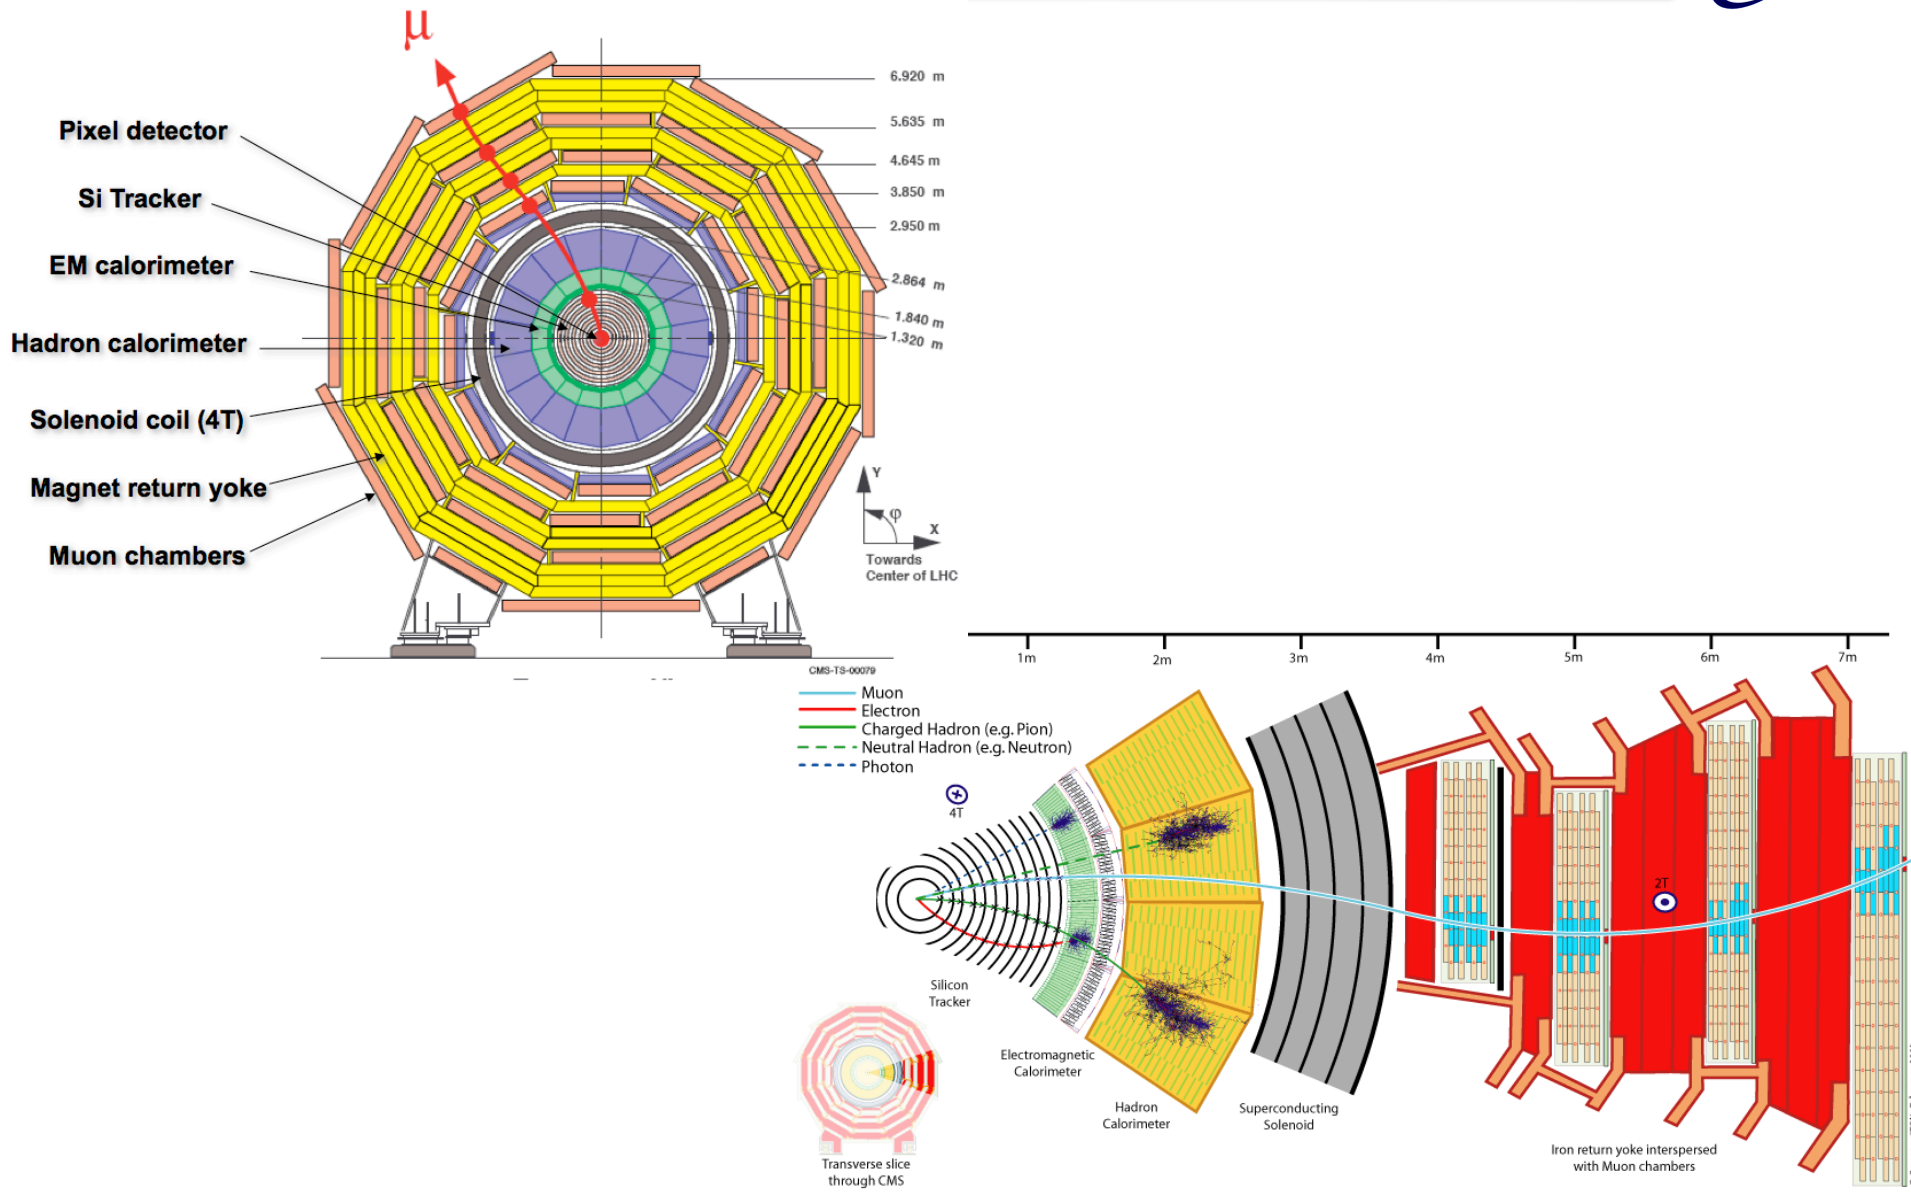 μ
Pixel detector
Si Tracker
EM calorimeter
Hadron calorimeter
Solenoid coil (4T)
Magnet return yoke
Muon chambers
6.920 m
5.635 m
4.645 m
3.850 m
2.950 m
2.864 m
1.840 m
1.320 m
Y
φ
X
Towards
Center of LHC
CMS-TS-00079
1m
2m
3m
4m
5m
6m
7m
Muon
Electron
Charged Hadron (e.g. Pion)
Neutral Hadron (e.g. Neutron)
Photon
4T
2T
Silicon
Tracker
Electromagnetic
Calorimeter
Hadron
Calorimeter
Superconducting
Solenoid
Iron return yoke interspersed
with Muon chambers
Transverse slice
through CMS